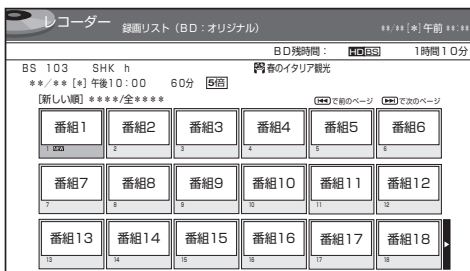 レコーダー 録画リスト（BD：オリジナル） **/**[*]午前**:**
BD残時間： HD BS 1時間10分
BS 103 SHK h 春のイタリア観光
**/** [*] 午後10:00 60分 5倍
[新しい順] ****/全**** で前のページ で次のページ
番組1 番組2 番組3 番組4 番組5 番組6
1 NEW 2 3 4 5 6
番組7 番組8 番組9 番組10 番組11 番組12
7 8 9 10 11 12
番組13 番組14 番組15 番組16 番組17 番組18
13 14 15 16 17 18